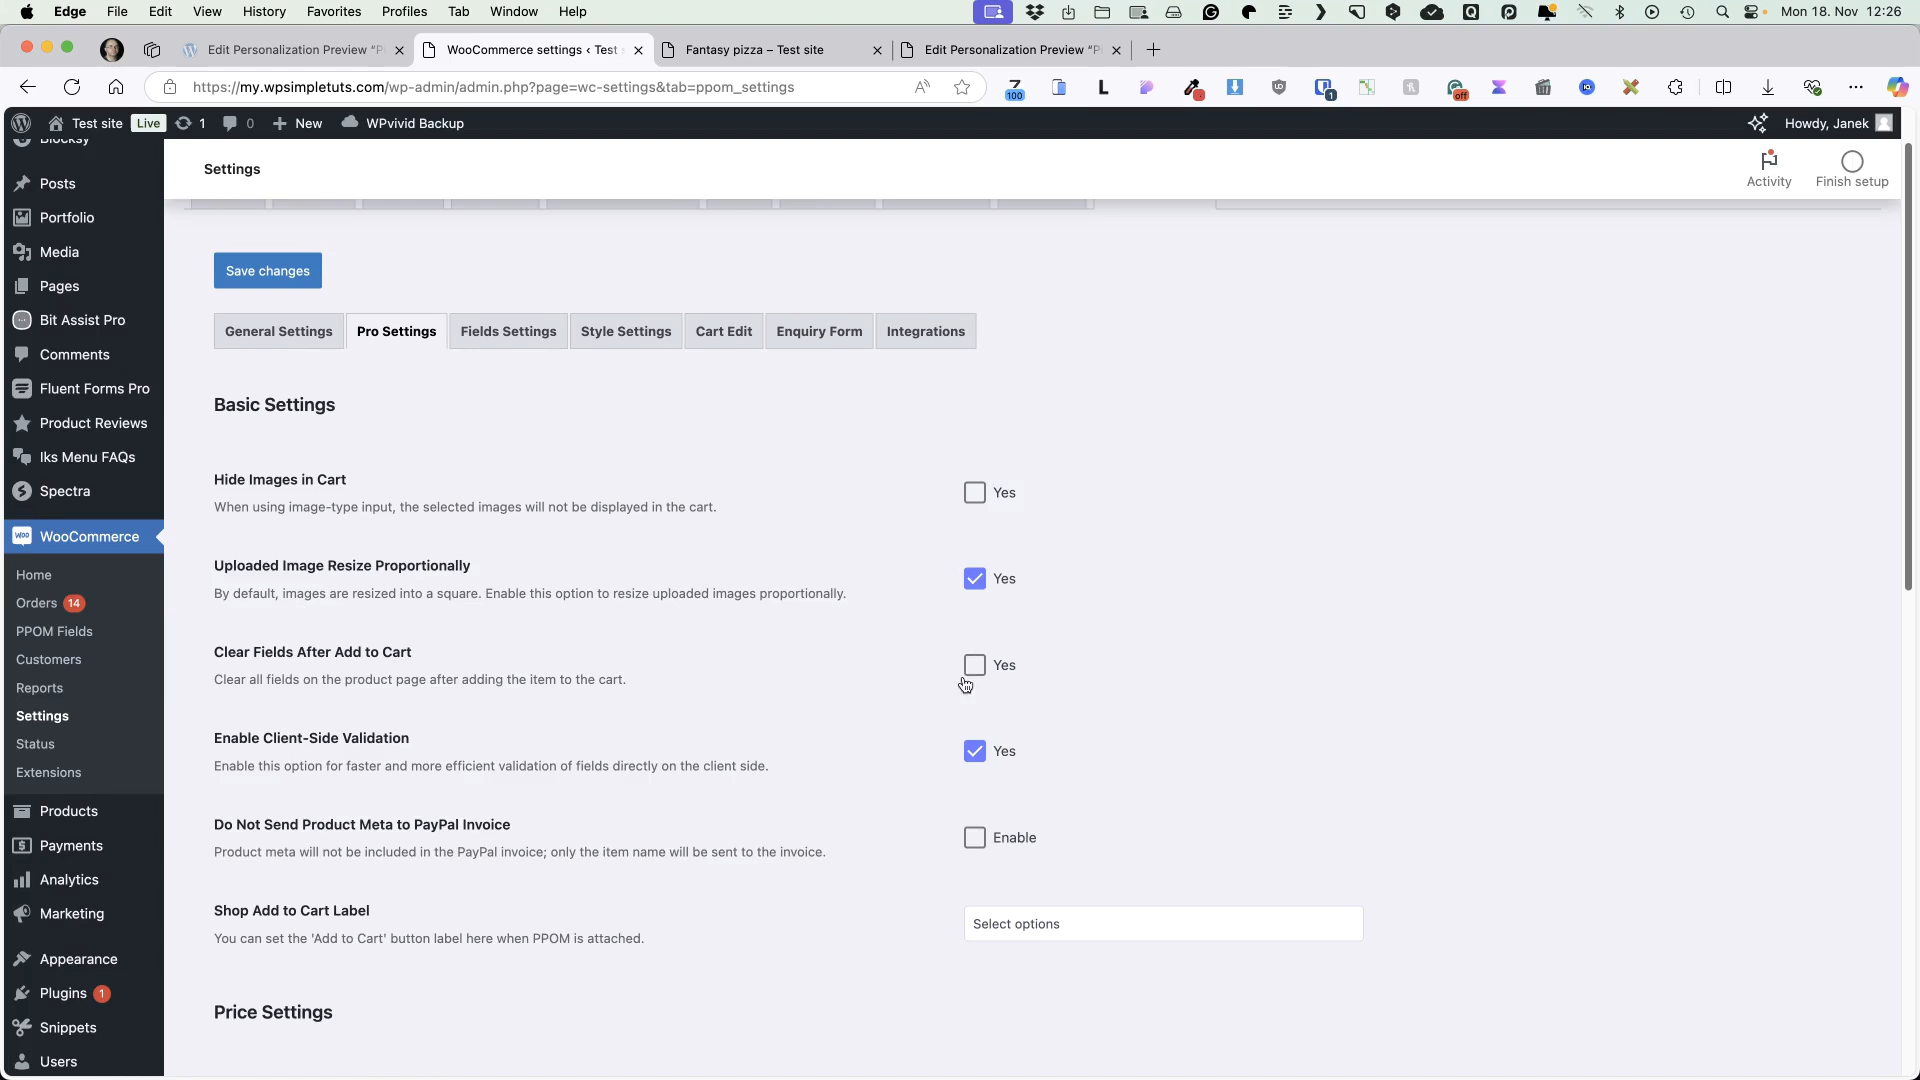 Edge File Edit View History Favorites Profiles Tab Window Help Mon 18. Nov 12:26
Edit Personalization Preview “P
WooCommerce settings ‹ Test
Fantasy pizza – Test site
Edit Personalization Preview “P
https://my.wpsimpletuts.com/wp-admin/admin.php?page=wc-settings&tab=ppom_settings
100
1
off
Test site Live 1 0 New WPvivid Backup Howdy, Janek
Blocksy
Posts
Portfolio
Media
Pages
Bit Assist Pro
Comments
Fluent Forms Pro
Product Reviews
Iks Menu FAQs
Spectra
WooCommerce
Home
Orders 14
PPOM Fields
Customers
Reports
Settings
Status
Extensions
Products
Payments
Analytics
Marketing
Appearance
Plugins 1
Snippets
Users
Settings
Activity
Finish setup
Save changes
General Settings Pro Settings Fields Settings Style Settings Cart Edit Enquiry Form Integrations
Basic Settings
Hide Images in Cart
When using image-type input, the selected images will not be displayed in the cart.
Yes
Uploaded Image Resize Proportionally
By default, images are resized into a square. Enable this option to resize uploaded images proportionally.
Yes
Clear Fields After Add to Cart
Clear all fields on the product page after adding the item to the cart.
Yes
Enable Client-Side Validation
Enable this option for faster and more efficient validation of fields directly on the client side.
Yes
Do Not Send Product Meta to PayPal Invoice
Product meta will not be included in the PayPal invoice; only the item name will be sent to the invoice.
Enable
Shop Add to Cart Label
You can set the 'Add to Cart' button label here when PPOM is attached.
Select options
Price Settings